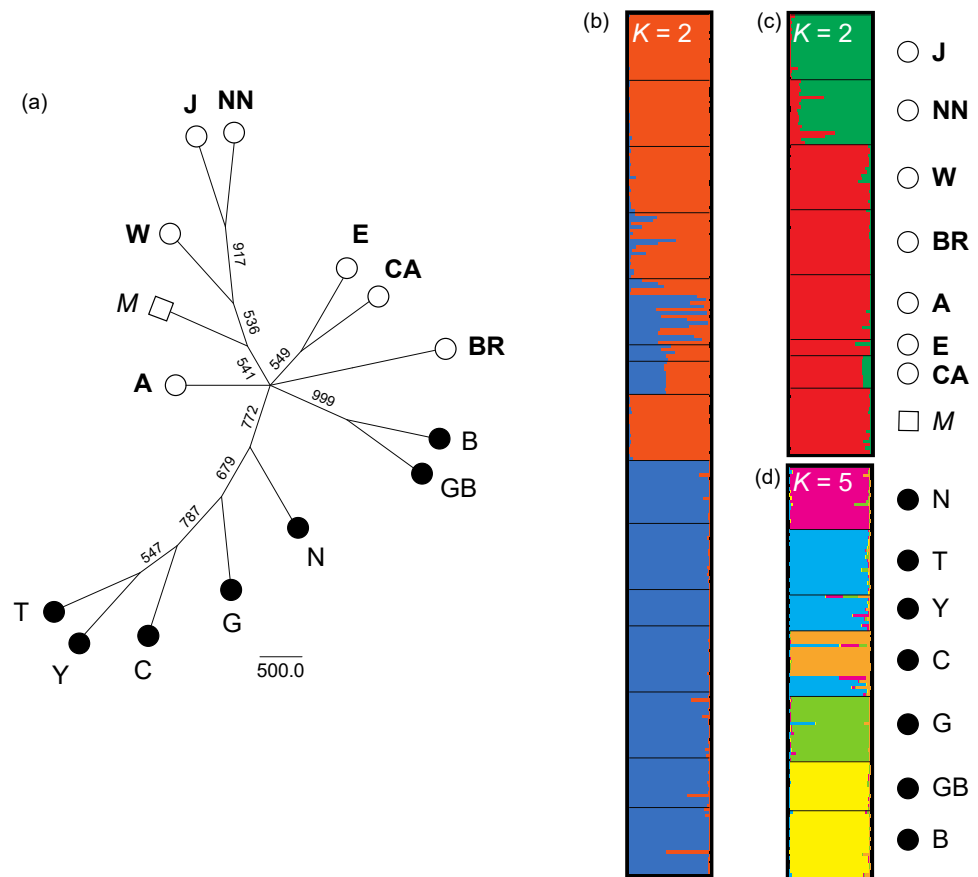 (a)
J
NN
W
E
CA
M
BR
A
B
GB
N
G
C
Y
T
917
536
541
549
999
772
679
787
547
500.0
(b)
K = 2
(c)
K = 2
J
NN
W
BR
A
E
CA
M
(d)
K = 5
N
T
Y
C
G
GB
B